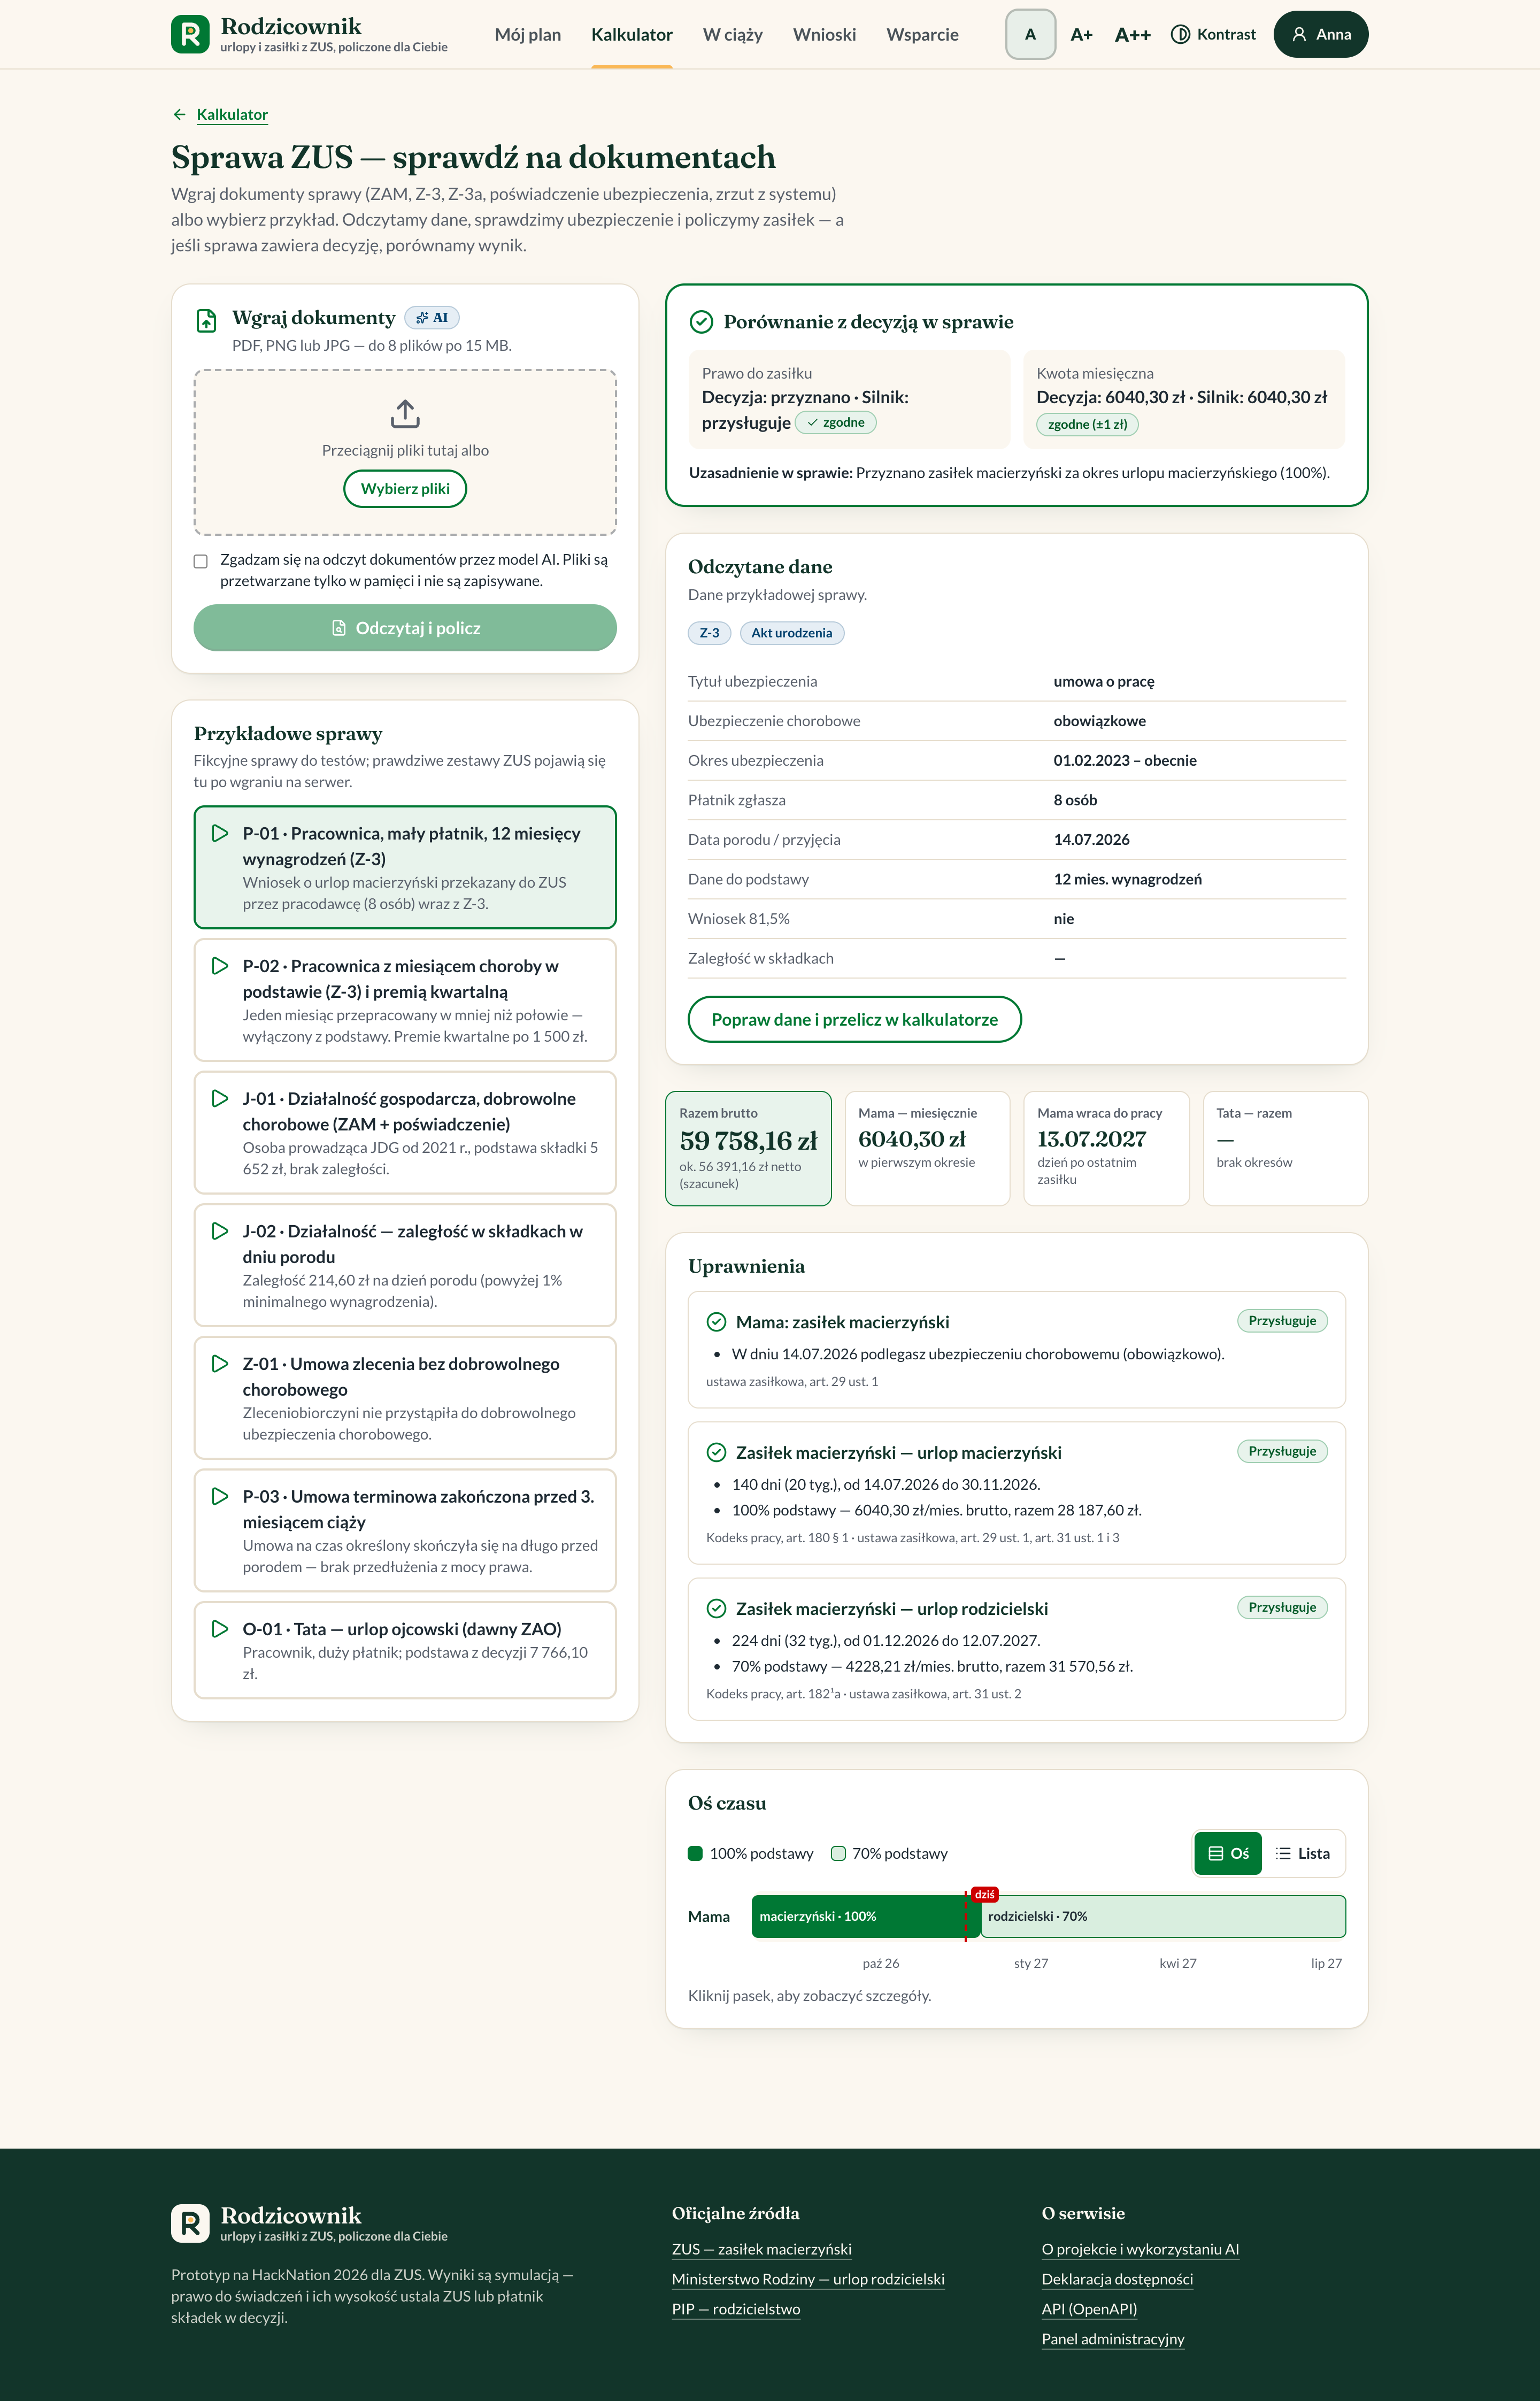 Rodzicownik
urlopy i zasiłki z ZUS, policzone dla Ciebie
Mój plan
Kalkulator
W ciąży
Wnioski
Wsparcie
A
A+
A++
Kontrast
Anna
Kalkulator
Sprawa ZUS — sprawdź na dokumentach
Wgraj dokumenty sprawy (ZAM, Z-3, Z-3a, poświadczenie ubezpieczenia, zrzut z systemu)
albo wybierz przykład. Odczytamy dane, sprawdzimy ubezpieczenie i policzymy zasiłek — a
jeśli sprawa zawiera decyzję, porównamy wynik.
Wgraj dokumenty
AI
PDF, PNG lub JPG — do 8 plików po 15 MB.
Przeciągnij pliki tutaj albo
Wybierz pliki
Zgadzam się na odczyt dokumentów przez model AI. Pliki są
przetwarzane tylko w pamięci i nie są zapisywane.
Odczytaj i policz
Przykładowe sprawy
Fikcyjne sprawy do testów; prawdziwe zestawy ZUS pojawią się
tu po wgraniu na serwer.
P-01 · Pracownica, mały płatnik, 12 miesięcy
wynagrodzeń (Z-3)
Wniosek o urlop macierzyński przekazany do ZUS
przez pracodawcę (8 osób) wraz z Z-3.
P-02 · Pracownica z miesiącem choroby w
podstawie (Z-3) i premią kwartalną
Jeden miesiąc przepracowany w mniej niż połowie —
wyłączony z podstawy. Premie kwartalne po 1 500 zł.
J-01 · Działalność gospodarcza, dobrowolne
chorobowe (ZAM + poświadczenie)
Osoba prowadząca JDG od 2021 r., podstawa składki 5
652 zł, brak zaległości.
J-02 · Działalność — zaległość w składkach w
dniu porodu
Zaległość 214,60 zł na dzień porodu (powyżej 1%
minimalnego wynagrodzenia).
Z-01 · Umowa zlecenia bez dobrowolnego
chorobowego
Zleceniobiorczyni nie przystąpiła do dobrowolnego
ubezpieczenia chorobowego.
P-03 · Umowa terminowa zakończona przed 3.
miesiącem ciąży
Umowa na czas określony skończyła się na długo przed
porodem — brak przedłużenia z mocy prawa.
O-01 · Tata — urlop ojcowski (dawny ZAO)
Pracownik, duży płatnik; podstawa z decyzji 7 766,10
zł.
Porównanie z decyzją w sprawie
Prawo do zasiłku
Decyzja: przyznano · Silnik:
przysługuje
zgodne
Kwota miesięczna
Decyzja: 6040,30 zł · Silnik: 6040,30 zł
zgodne (±1 zł)
Uzasadnienie w sprawie: Przyznano zasiłek macierzyński za okres urlopu macierzyńskiego (100%).
Odczytane dane
Dane przykładowej sprawy.
Z-3
Akt urodzenia
Tytuł ubezpieczenia umowa o pracę
Ubezpieczenie chorobowe obowiązkowe
Okres ubezpieczenia 01.02.2023 – obecnie
Płatnik zgłasza 8 osób
Data porodu / przyjęcia 14.07.2026
Dane do podstawy 12 mies. wynagrodzeń
Wniosek 81,5% nie
Zaległość w składkach —
Popraw dane i przelicz w kalkulatorze
Razem brutto
59 758,16 zł
ok. 56 391,16 zł netto
(szacunek)
Mama — miesięcznie
6040,30 zł
w pierwszym okresie
Mama wraca do pracy
13.07.2027
dzień po ostatnim
zasiłku
Tata — razem
—
brak okresów
Uprawnienia
Mama: zasiłek macierzyński
Przysługuje
• W dniu 14.07.2026 podlegasz ubezpieczeniu chorobowemu (obowiązkowo).
ustawa zasiłkowa, art. 29 ust. 1
Zasiłek macierzyński — urlop macierzyński
Przysługuje
• 140 dni (20 tyg.), od 14.07.2026 do 30.11.2026.
• 100% podstawy — 6040,30 zł/mies. brutto, razem 28 187,60 zł.
Kodeks pracy, art. 180 § 1 · ustawa zasiłkowa, art. 29 ust. 1, art. 31 ust. 1 i 3
Zasiłek macierzyński — urlop rodzicielski
Przysługuje
• 224 dni (32 tyg.), od 01.12.2026 do 12.07.2027.
• 70% podstawy — 4228,21 zł/mies. brutto, razem 31 570,56 zł.
Kodeks pracy, art. 182¹a · ustawa zasiłkowa, art. 31 ust. 2
Oś czasu
100% podstawy
70% podstawy
Oś
Lista
dziś
Mama
macierzyński · 100%
rodzicielski · 70%
paź 26
sty 27
kwi 27
lip 27
Kliknij pasek, aby zobaczyć szczegóły.
Rodzicownik
urlopy i zasiłki z ZUS, policzone dla Ciebie
Prototyp na HackNation 2026 dla ZUS. Wyniki są symulacją —
prawo do świadczeń i ich wysokość ustala ZUS lub płatnik
składek w decyzji.
Oficjalne źródła
ZUS — zasiłek macierzyński
Ministerstwo Rodziny — urlop rodzicielski
PIP — rodzicielstwo
O serwisie
O projekcie i wykorzystaniu AI
Deklaracja dostępności
API (OpenAPI)
Panel administracyjny